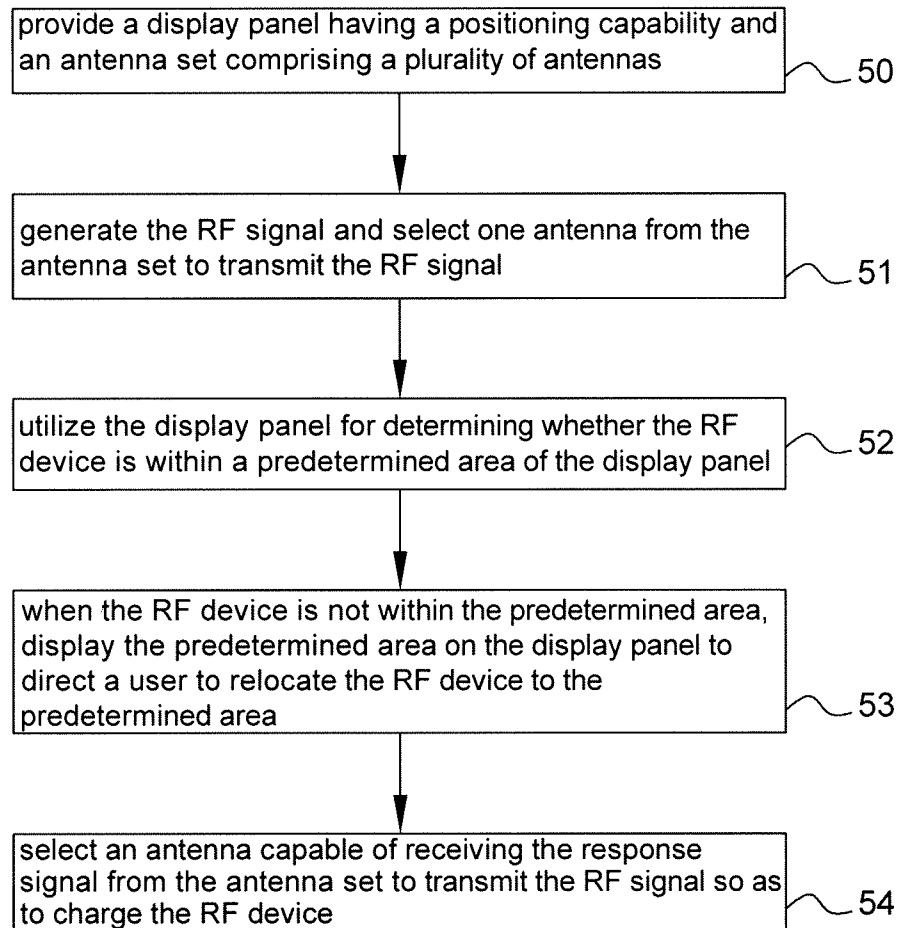 provide a display panel having a positioning capability and
an antenna set comprising a plurality of antennas
50
generate the RF signal and select one antenna from the
antenna set to transmit the RF signal
51
utilize the display panel for determining whether the RF
device is within a predetermined area of the display panel
52
when the RF device is not within the predetermined area,
display the predetermined area on the display panel to
direct a user to relocate the RF device to the
predetermined area
53
select an antenna capable of receiving the response
signal from the antenna set to transmit the RF signal so as
to charge the RF device
54